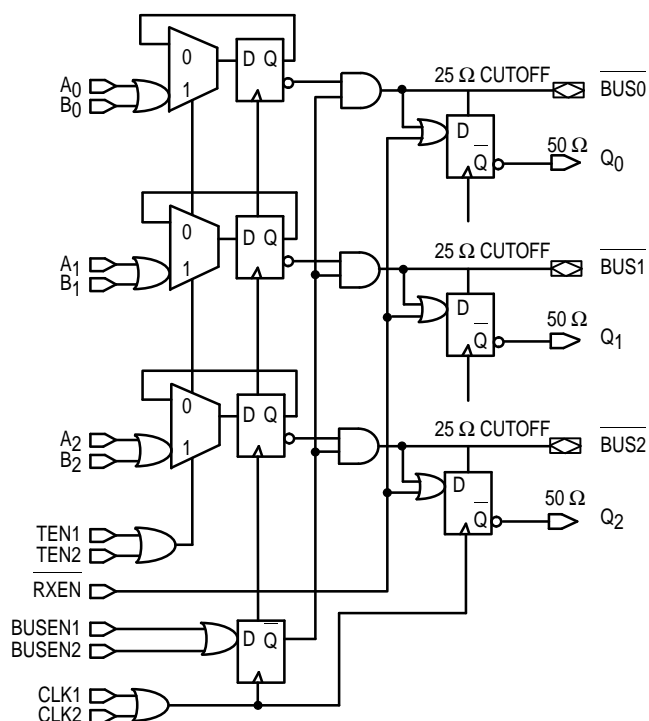 0
1
D Q
A0
B0
25 Ω CUTOFF
BUS0
D
Q
50 Ω
Q0
0
1
D Q
A1
B1
25 Ω CUTOFF
BUS1
D
Q
50 Ω
Q1
0
1
D Q
A2
B2
25 Ω CUTOFF
BUS2
D
Q
50 Ω
Q2
TEN1
TEN2
RXEN
BUSEN1
BUSEN2
D Q
CLK1
CLK2